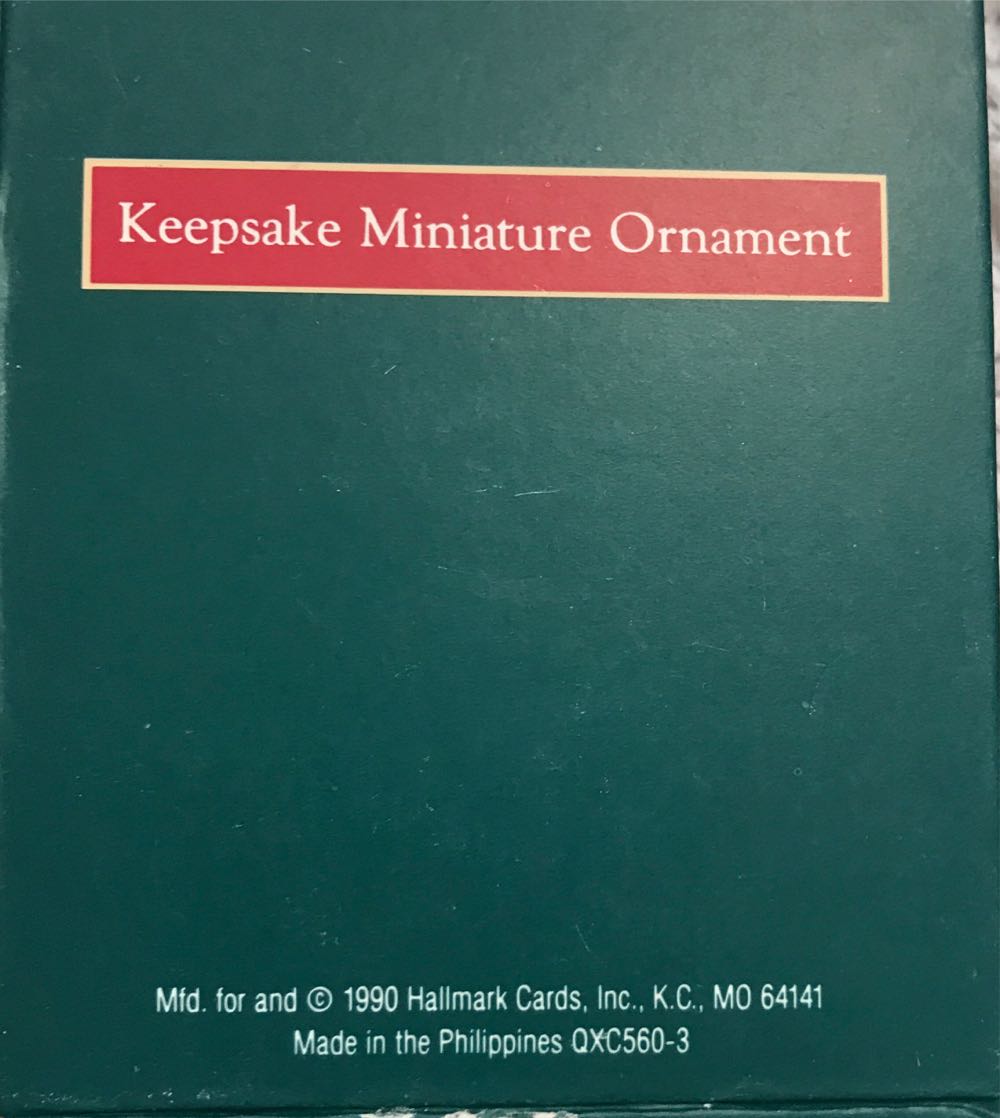 Keepsake Miniature Ornament
Mfd. for and © 1990 Hallmark Cards, Inc., K.C., MO 64141
Made in the Philippines QXC560-3